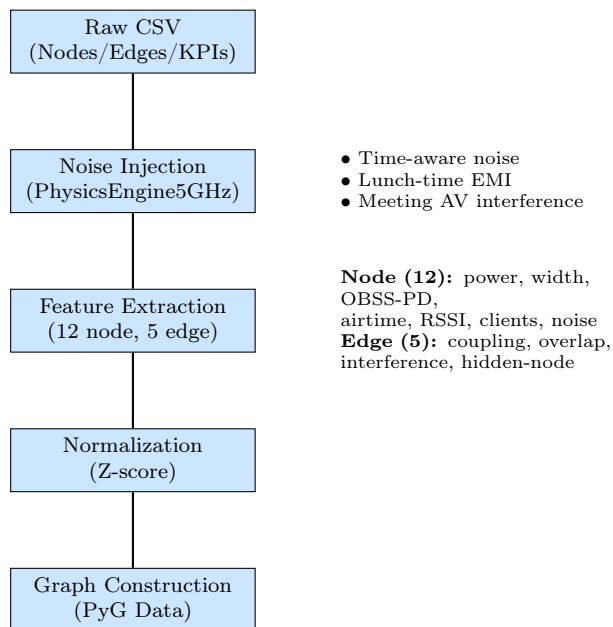 Raw CSV
(Nodes/Edges/KPIs)
Noise Injection
(PhysicsEngine5GHz)
• Time-aware noise
• Lunch-time EMI
• Meeting AV interference
Feature Extraction
(12 node, 5 edge)
Node (12): power, width,
OBSS-PD,
airtime, RSSI, clients, noise
Edge (5): coupling, overlap,
interference, hidden-node
Normalization
(Z-score)
Graph Construction
(PyG Data)